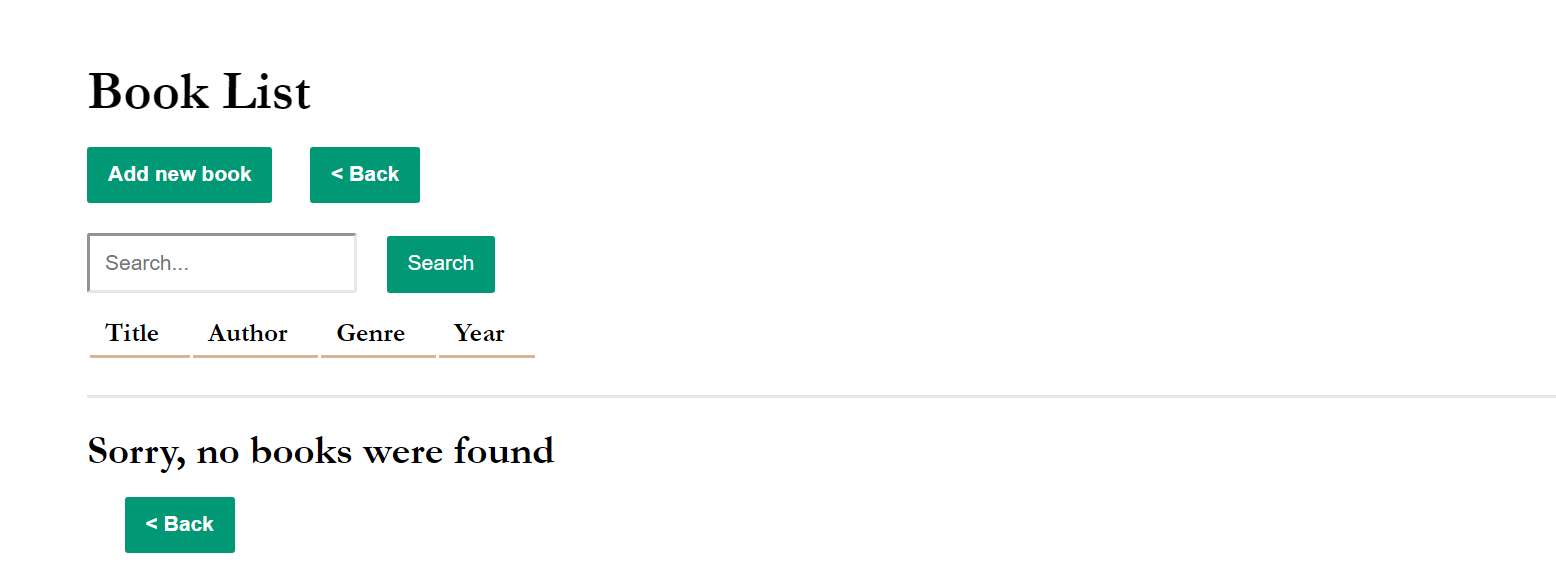 Book List
Add new book < Back
Search... Search
Title Author Genre Year
Sorry, no books were found
< Back